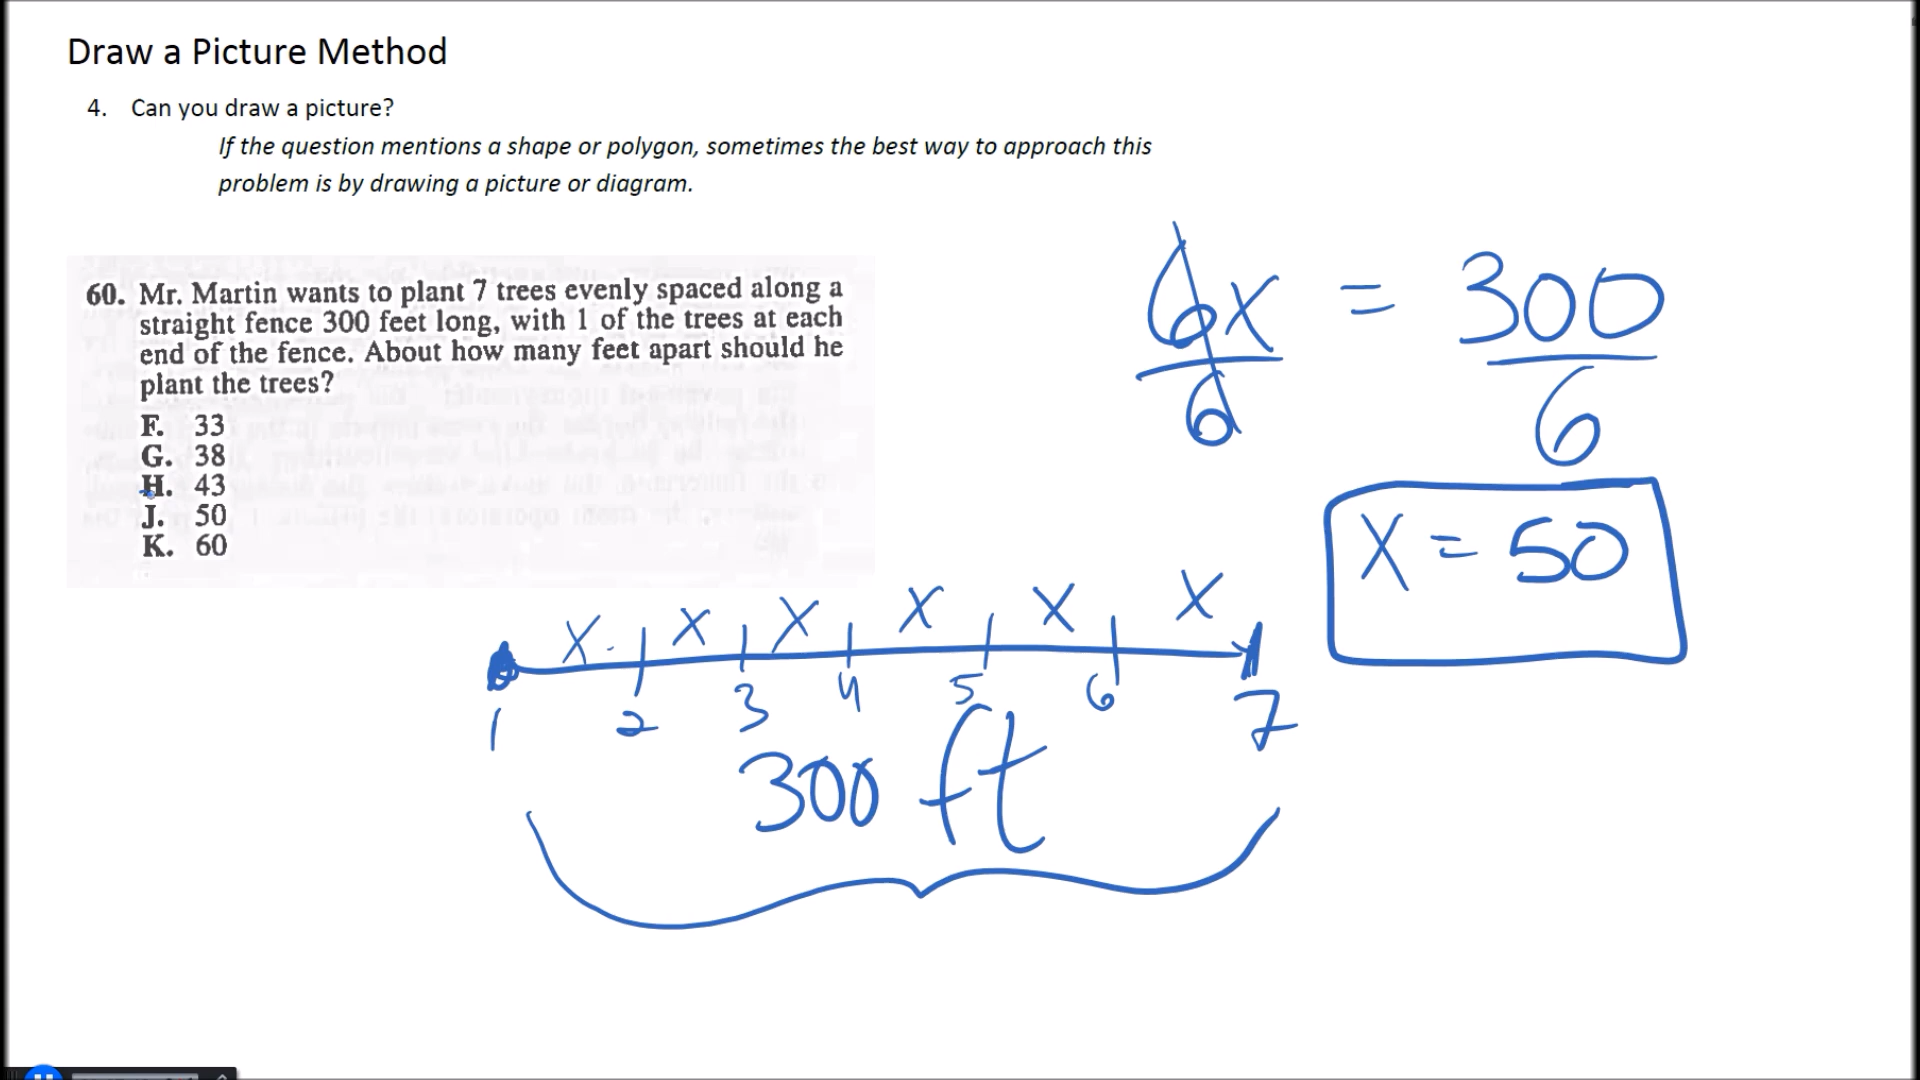 Draw a Picture Method
4. Can you draw a picture?
If the question mentions a shape or polygon, sometimes the best way to approach this
problem is by drawing a picture or diagram.
60. Mr. Martin wants to plant 7 trees evenly spaced along a
straight fence 300 feet long, with 1 of the trees at each
end of the fence. About how many feet apart should he
plant the trees?
F. 33
G. 38
H. 43
J. 50
K. 60
6x = 300
6 6
X = 50
X X X X X X
1 2 3 4 5 6 7
300 ft